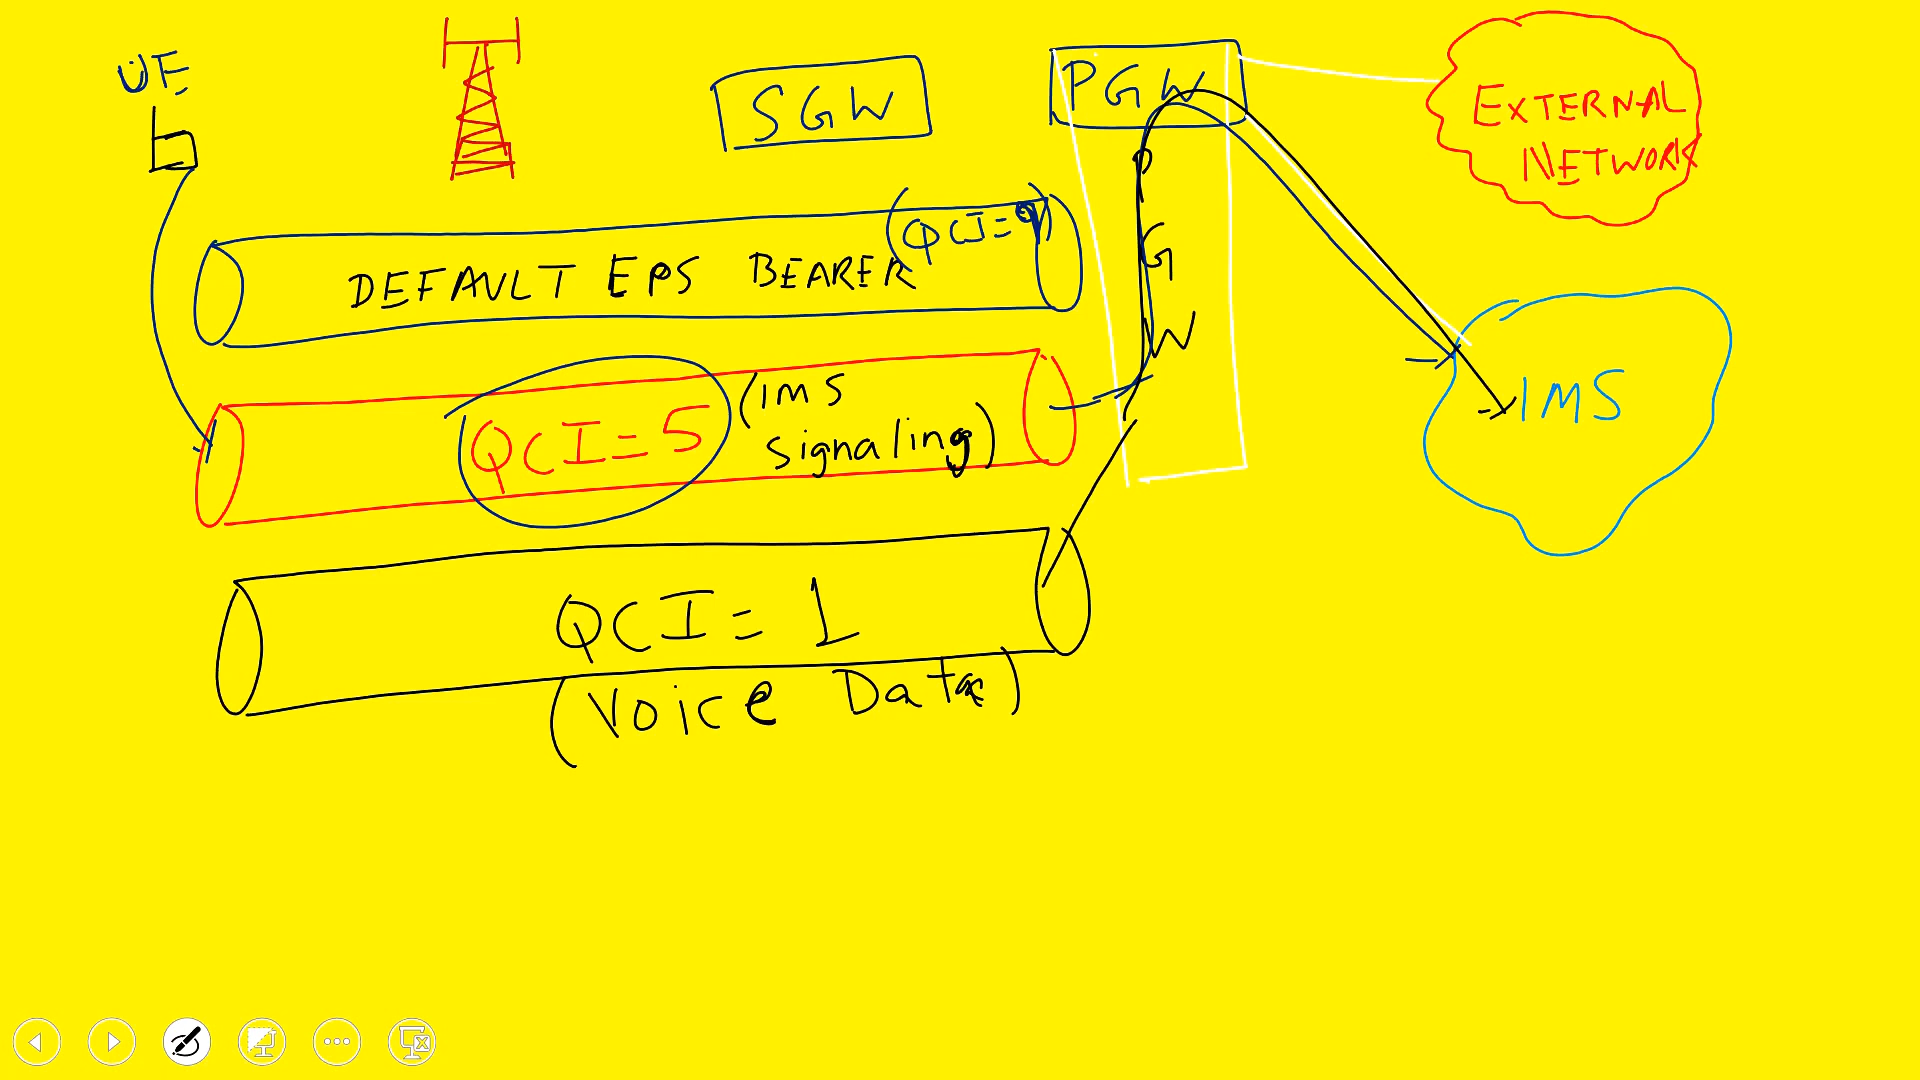 UE
SGW
PGW
EXTERNAL
NETWORK
DEFAULT EPS BEARER (QCI=9)
PGW
QCI=5 (IMS
signaling)
IMS
QCI=1
(Voice Data)